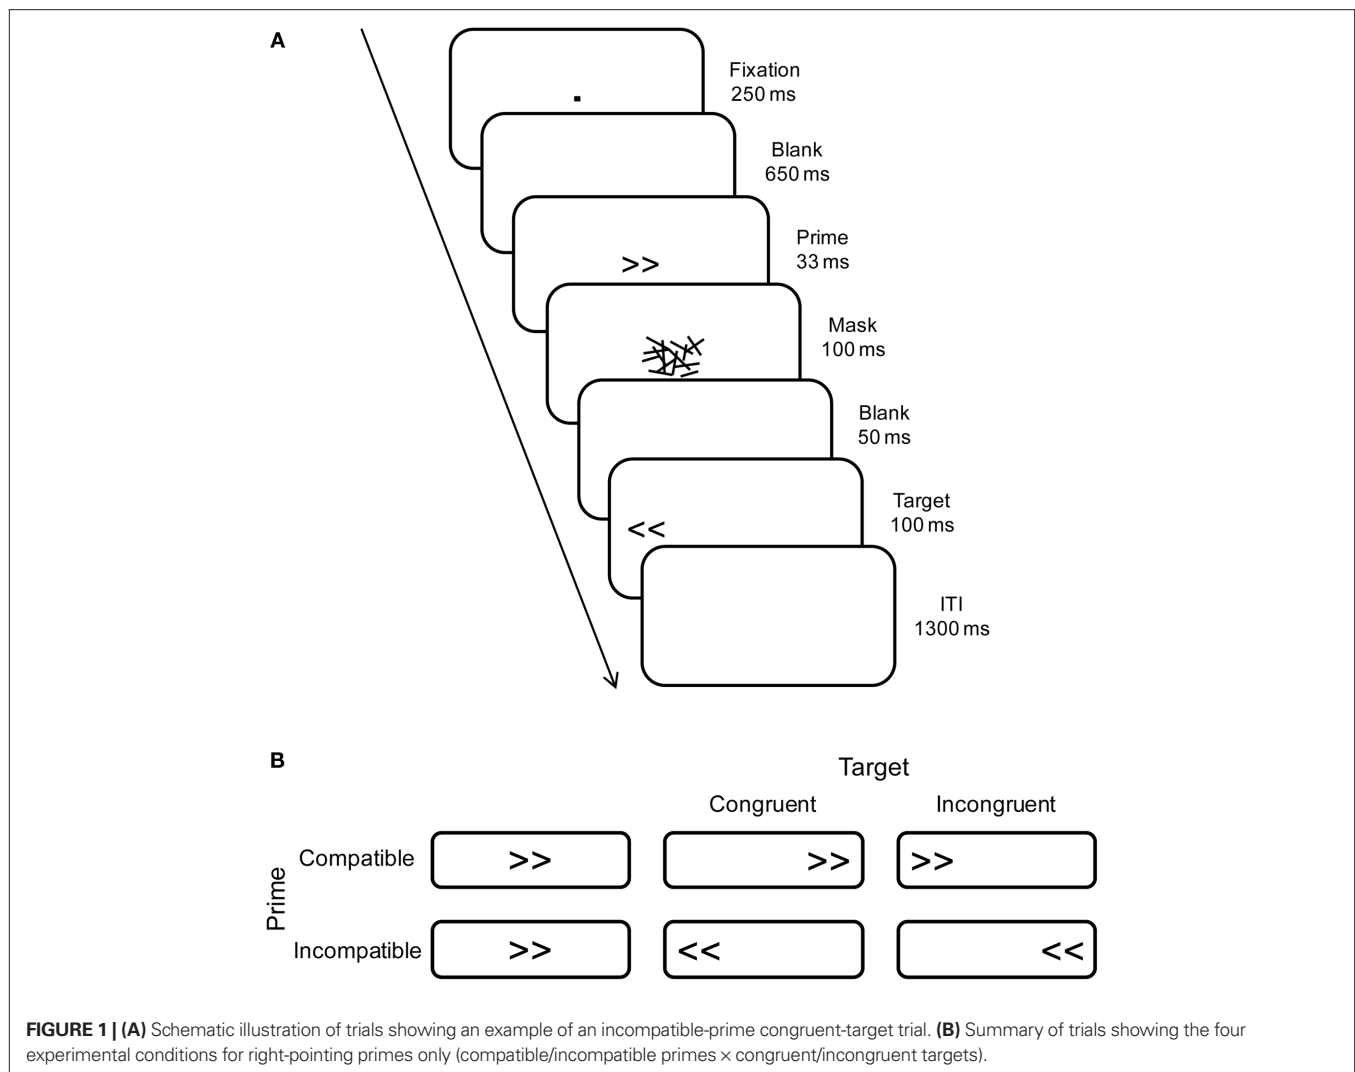 A
Fixation
250 ms
Blank
650 ms
Prime
33 ms
>>
Mask
100 ms
Blank
50 ms
Target
100 ms
<<
ITI
1300 ms
B
Target
Congruent Incongruent
Prime
Compatible >> >> >>
Incompatible >> << <<
FIGURE 1 | (A) Schematic illustration of trials showing an example of an incompatible-prime congruent-target trial. (B) Summary of trials showing the four
experimental conditions for right-pointing primes only (compatible/incompatible primes × congruent/incongruent targets).